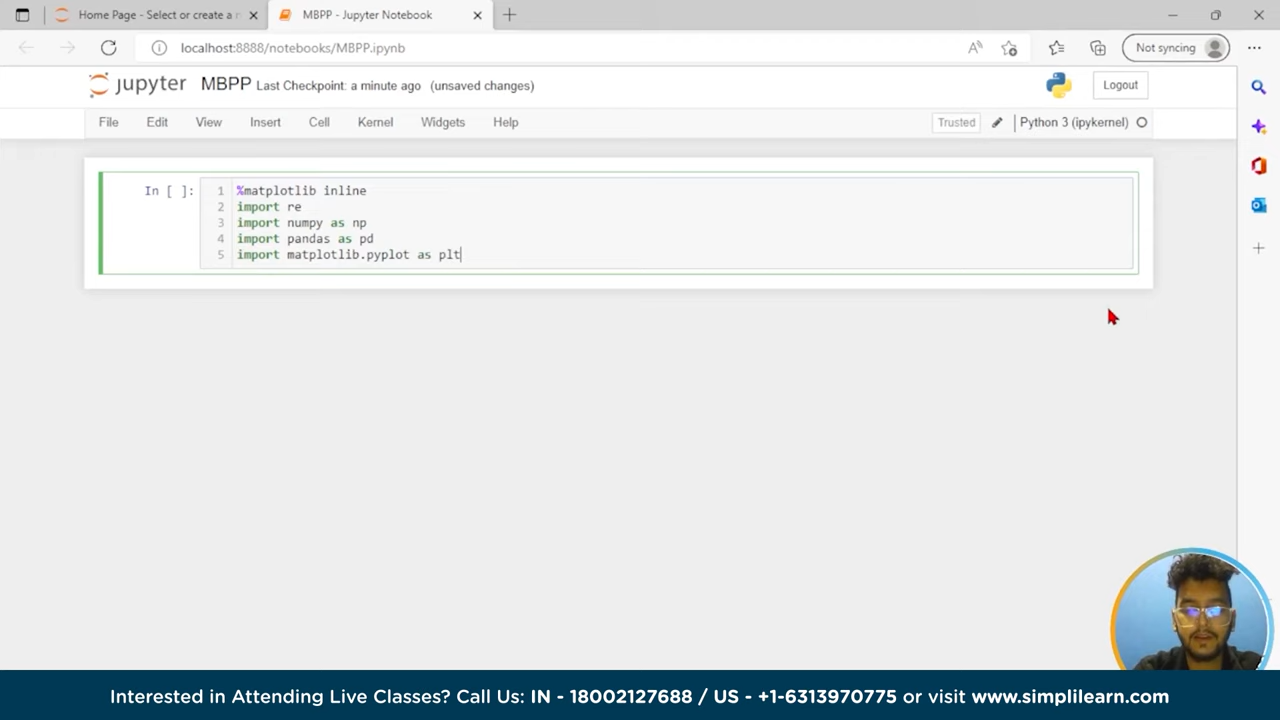 Home Page - Select or create a n
MBPP - Jupyter Notebook
localhost:8888/notebooks/MBPP.ipynb
Not syncing
jupyter MBPP Last Checkpoint: a minute ago (unsaved changes)
Logout
File Edit View Insert Cell Kernel Widgets Help
Trusted
Python 3 (ipykernel)
In [ ]:
1 %matplotlib inline
2 import re
3 import numpy as np
4 import pandas as pd
5 import matplotlib.pyplot as plt
Interested in Attending Live Classes? Call Us: IN - 18002127688 / US - +1-6313970775 or visit www.simplilearn.com